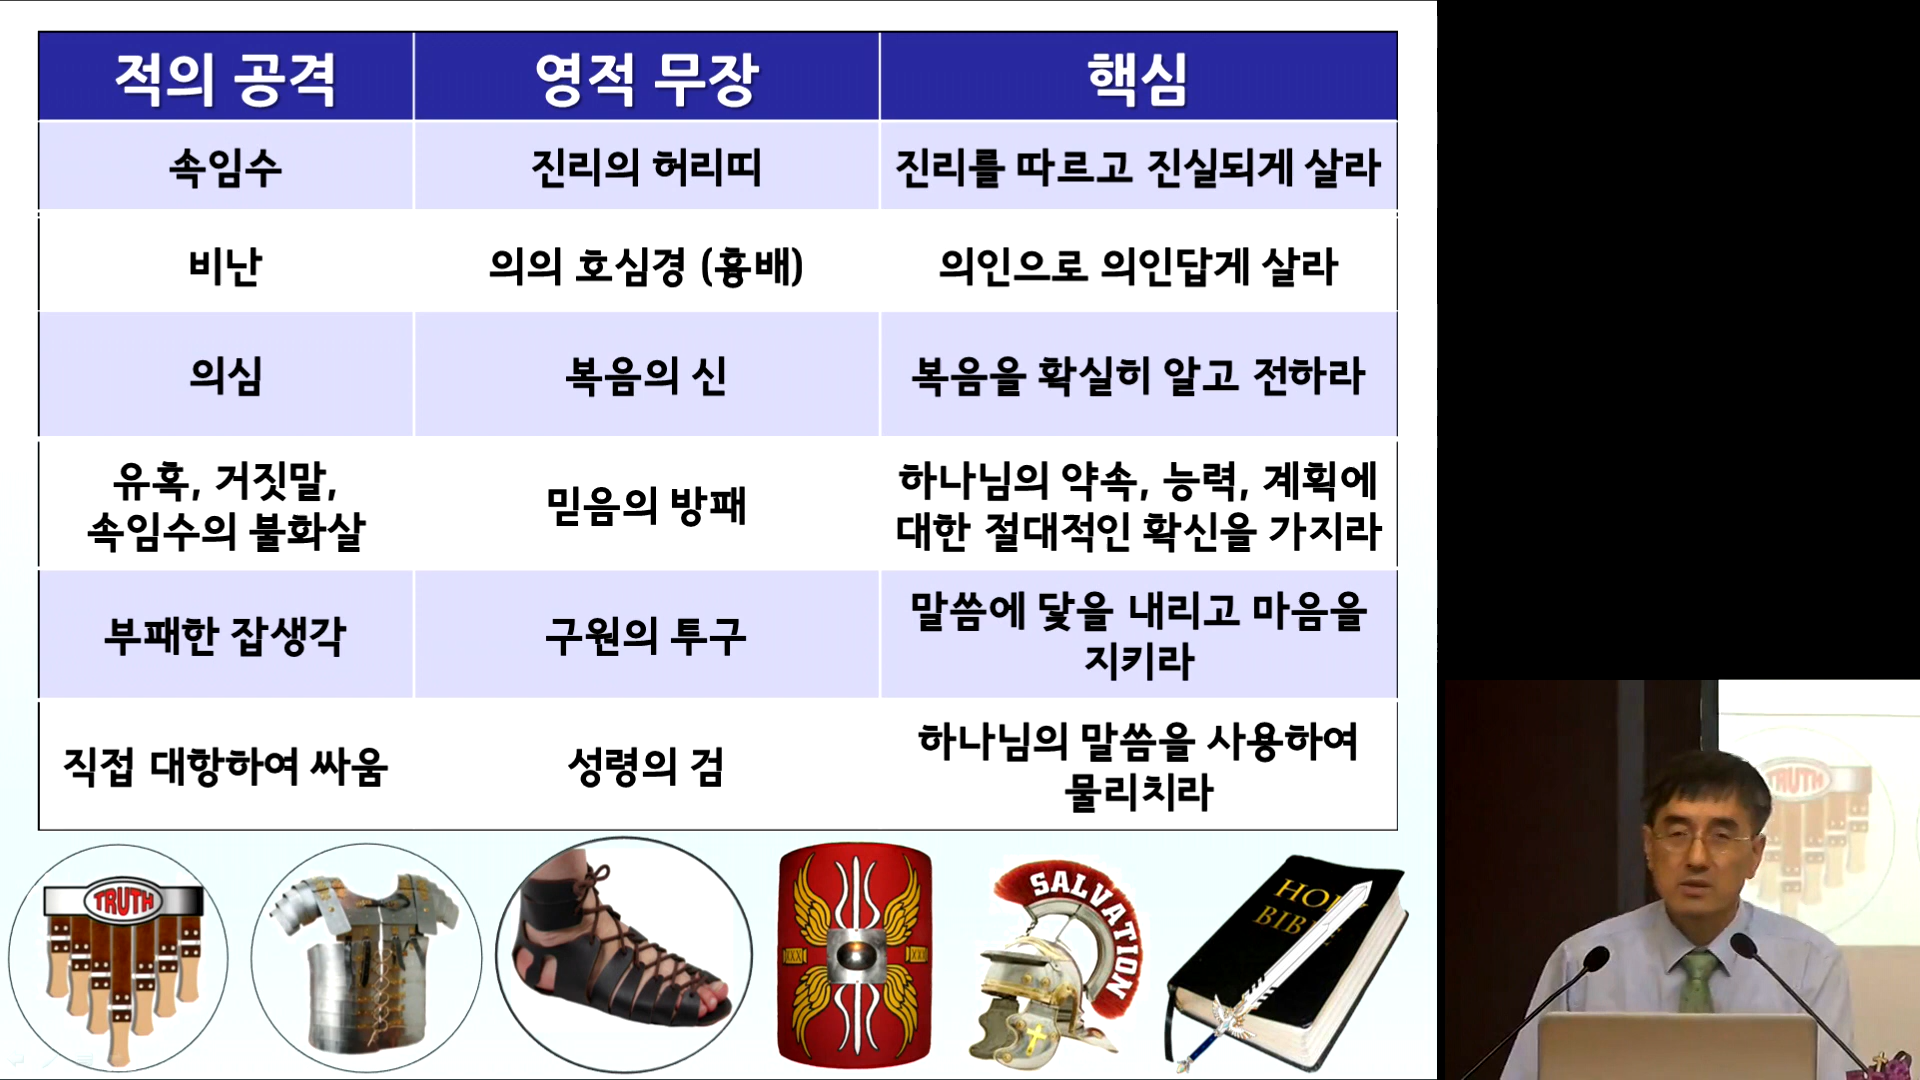 적의 공격
영적 무장
핵심
속임수
진리의 허리띠
진리를 따르고 진실되게 살라
비난
의의 호심경 (흉배)
의인으로 의인답게 살라
의심
복음의 신
복음을 확실히 알고 전하라
유혹, 거짓말,
속임수의 불화살
믿음의 방패
하나님의 약속, 능력, 계획에
대한 절대적인 확신을 가지라
부패한 잡생각
구원의 투구
말씀에 닻을 내리고 마음을
지키라
직접 대항하여 싸움
성령의 검
하나님의 말씀을 사용하여
물리치라
TRUTH
SALVATION
HOLY
BIBLE
TRUTH